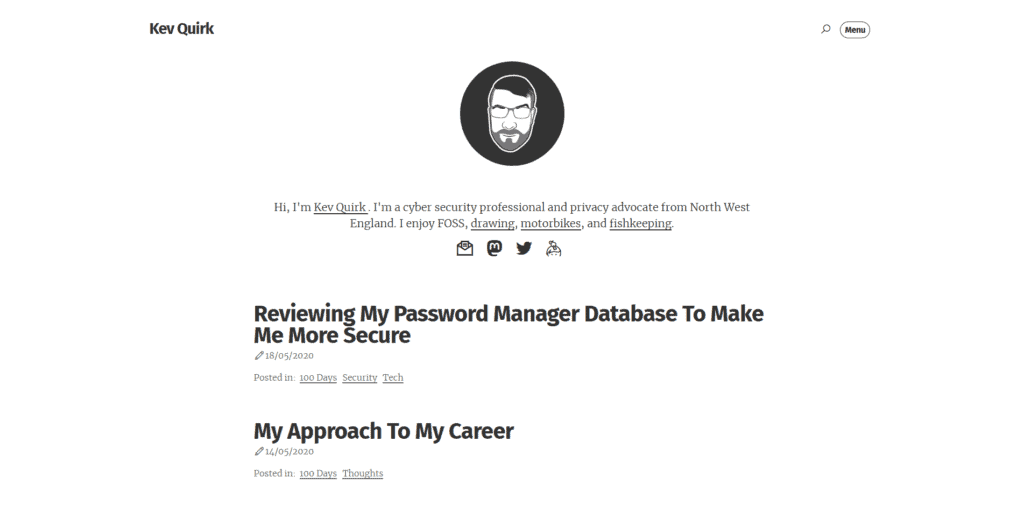 Kev Quirk
Menu
Hi, I'm Kev Quirk . I'm a cyber security professional and privacy advocate from North West
England. I enjoy FOSS, drawing, motorbikes, and fishkeeping.
Reviewing My Password Manager Database To Make
Me More Secure
18/05/2020
Posted in: 100 Days Security Tech
My Approach To My Career
14/05/2020
Posted in: 100 Days Thoughts